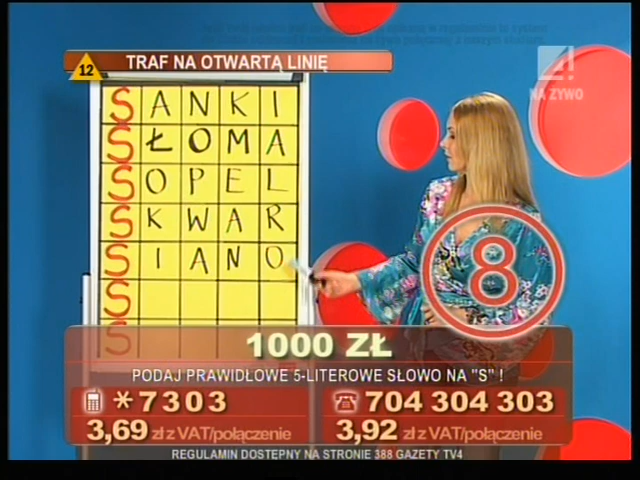 TRAF NA OTWARTĄ LINIĘ
12
4!
NA ŻYWO
SANKI
SŁOMA
SOPEL
SKWAR
SIANO
S
S
8
1000 ZŁ
PODAJ PRAWIDŁOWE 5-LITEROWE SŁOWO NA "S" !
*7303
704 304 303
3,69 zł z VAT/połączenie
3,92 zł z VAT/połączenie
REGULAMIN DOSTĘPNY NA STRONIE 388 GAZETY TV4